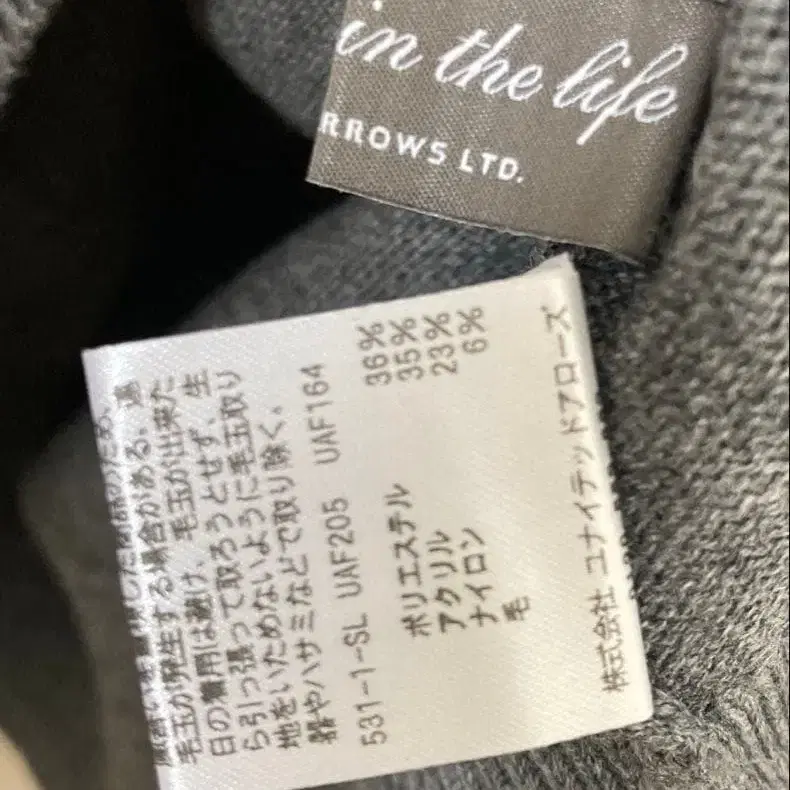 in the life
RROWS LTD.
毛玉が発生する場合がある。連
日の着用は避け、毛玉が出来た
ら引っ張って取ろうとせず、生
地をいためないように毛玉取り
器やハサミなどで取り除く。
531-1-SL UAF205 UAF164
ポリエステル 36%
アクリル 35%
ナイロン 23%
毛 6%
株式会社 ユナイテッドアローズ